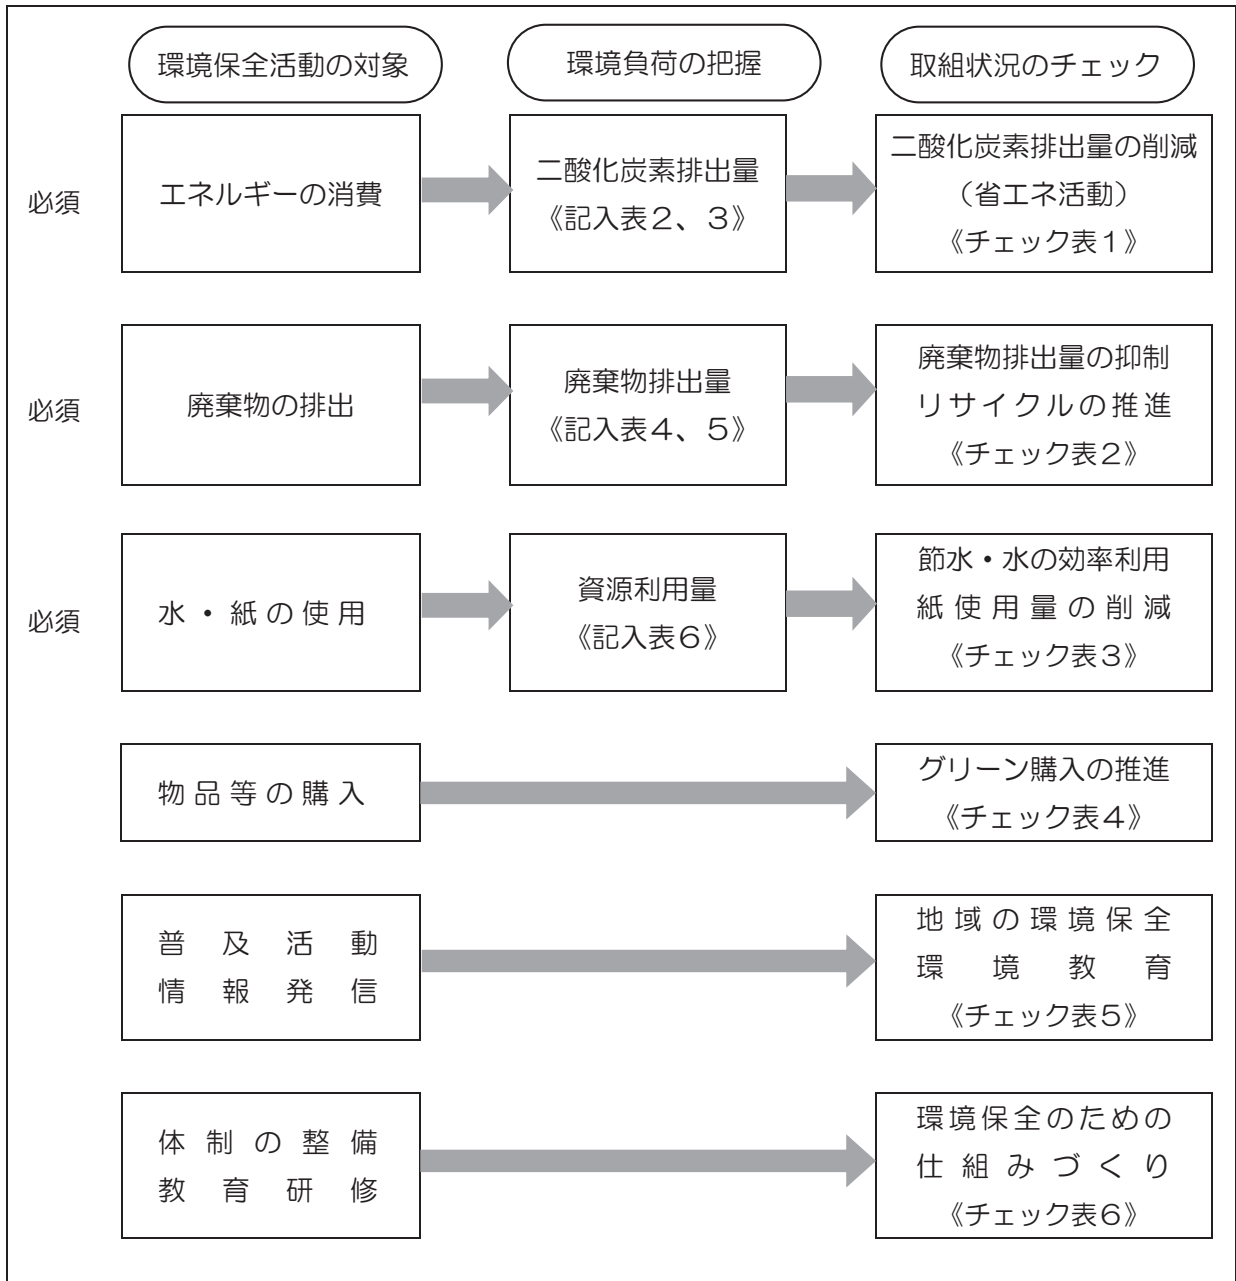 環境保全活動の対象
環境負荷の把握
取組状況のチェック
必須
エネルギーの消費
二酸化炭素排出量
《記入表２、３》
二酸化炭素排出量の削減
（省エネ活動）
《チェック表１》
必須
廃棄物の排出
廃棄物排出量
《記入表４、５》
廃棄物排出量の抑制
リサイクルの推進
《チェック表２》
必須
水・紙の使用
資源利用量
《記入表６》
節水・水の効率利用
紙使用量の削減
《チェック表３》
物品等の購入
グリーン購入の推進
《チェック表４》
普及活動
情報発信
地域の環境保全
環境教育
《チェック表５》
体制の整備
教育研修
環境保全のための
仕組みづくり
《チェック表６》